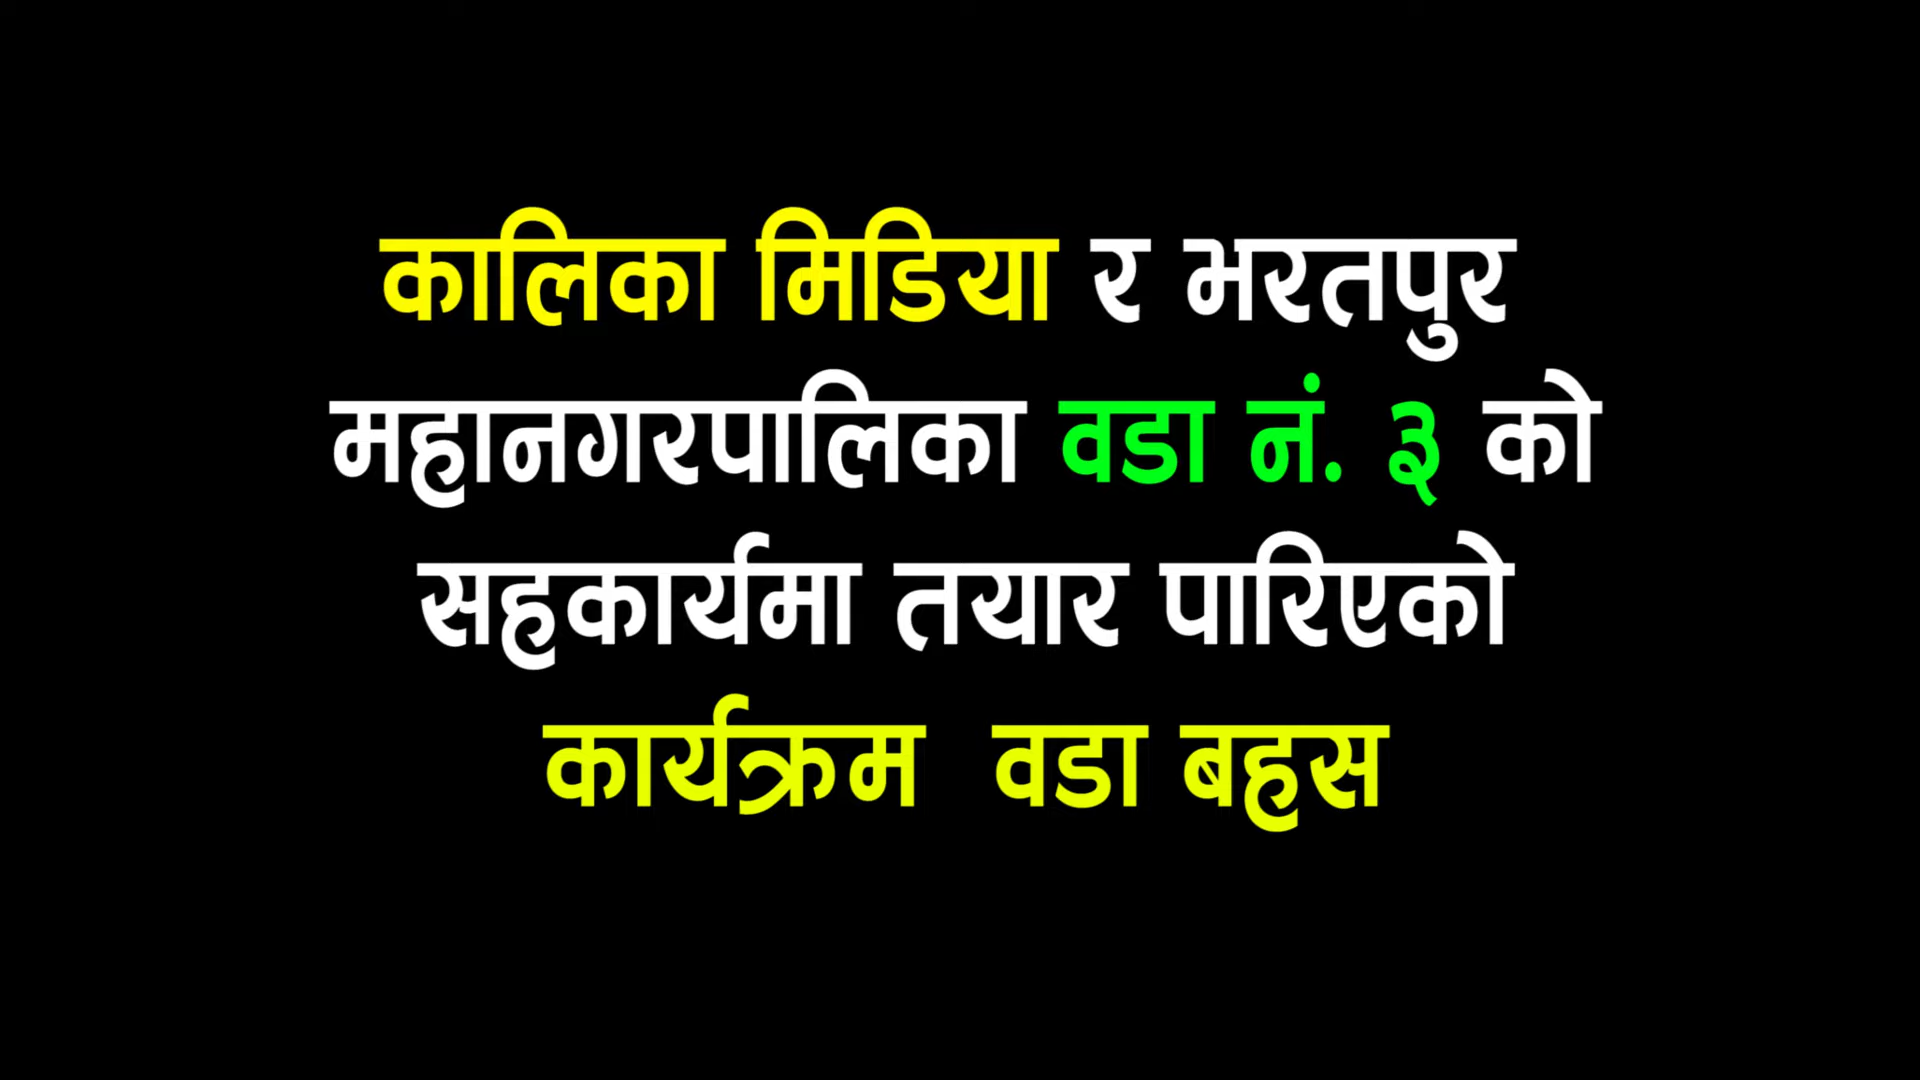 कालिका मिडिया र भरतपुर
महानगरपालिका वडा नं. ३ को
सहकार्यमा तयार पारिएको
कार्यक्रम वडा बहस